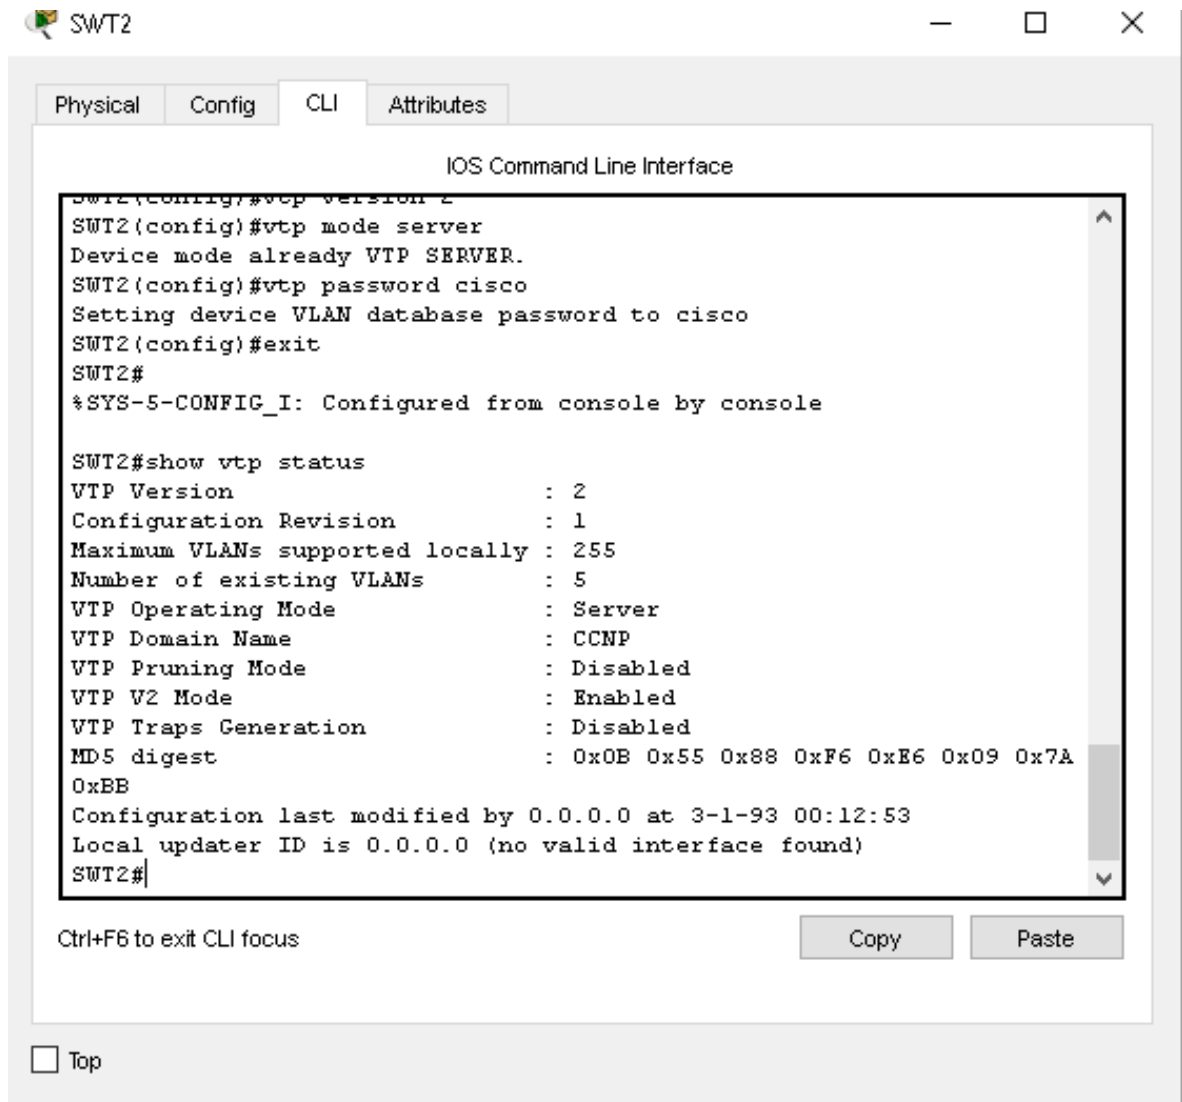 SWT2
Physical Config CLI Attributes
IOS Command Line Interface
SWT2(config)#vtp version 2
SWT2(config)#vtp mode server
Device mode already VTP SERVER.
SWT2(config)#vtp password cisco
Setting device VLAN database password to cisco
SWT2(config)#exit
SWT2#
%SYS-5-CONFIG_I: Configured from console by console
SWT2#show vtp status
VTP Version : 2
Configuration Revision : 1
Maximum VLANs supported locally : 255
Number of existing VLANs : 5
VTP Operating Mode : Server
VTP Domain Name : CCNP
VTP Pruning Mode : Disabled
VTP V2 Mode : Enabled
VTP Traps Generation : Disabled
MD5 digest : 0x0B 0x55 0x88 0xF6 0xE6 0x09 0x7A
0xBB
Configuration last modified by 0.0.0.0 at 3-1-93 00:12:53
Local updater ID is 0.0.0.0 (no valid interface found)
SWT2#
Ctrl+F6 to exit CLI focus
Copy Paste
Top